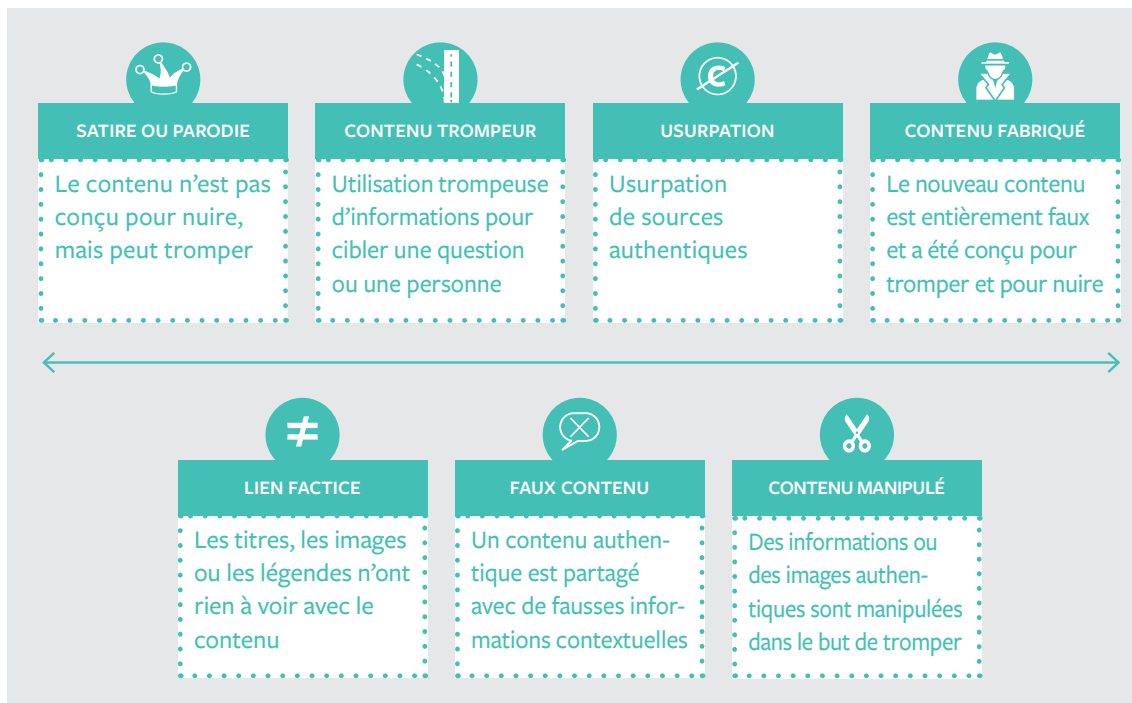 SATIRE OU PARODIE
Le contenu n’est pas
conçu pour nuire,
mais peut tromper
CONTENU TROMPEUR
Utilisation trompeuse
d’informations pour
cibler une question
ou une personne
C
USURPATION
Usurpation
de sources
authentiques
CONTENU FABRIQUÉ
Le nouveau contenu
est entièrement faux
et a été conçu pour
tromper et pour nuire
≠
LIEN FACTICE
Les titres, les images
ou les légendes n’ont
rien à voir avec le
contenu
FAUX CONTENU
Un contenu authen-
tique est partagé
avec de fausses infor-
mations contextuelles
CONTENU MANIPULÉ
Des informations ou
des images authen-
tiques sont manipulées
dans le but de tromper